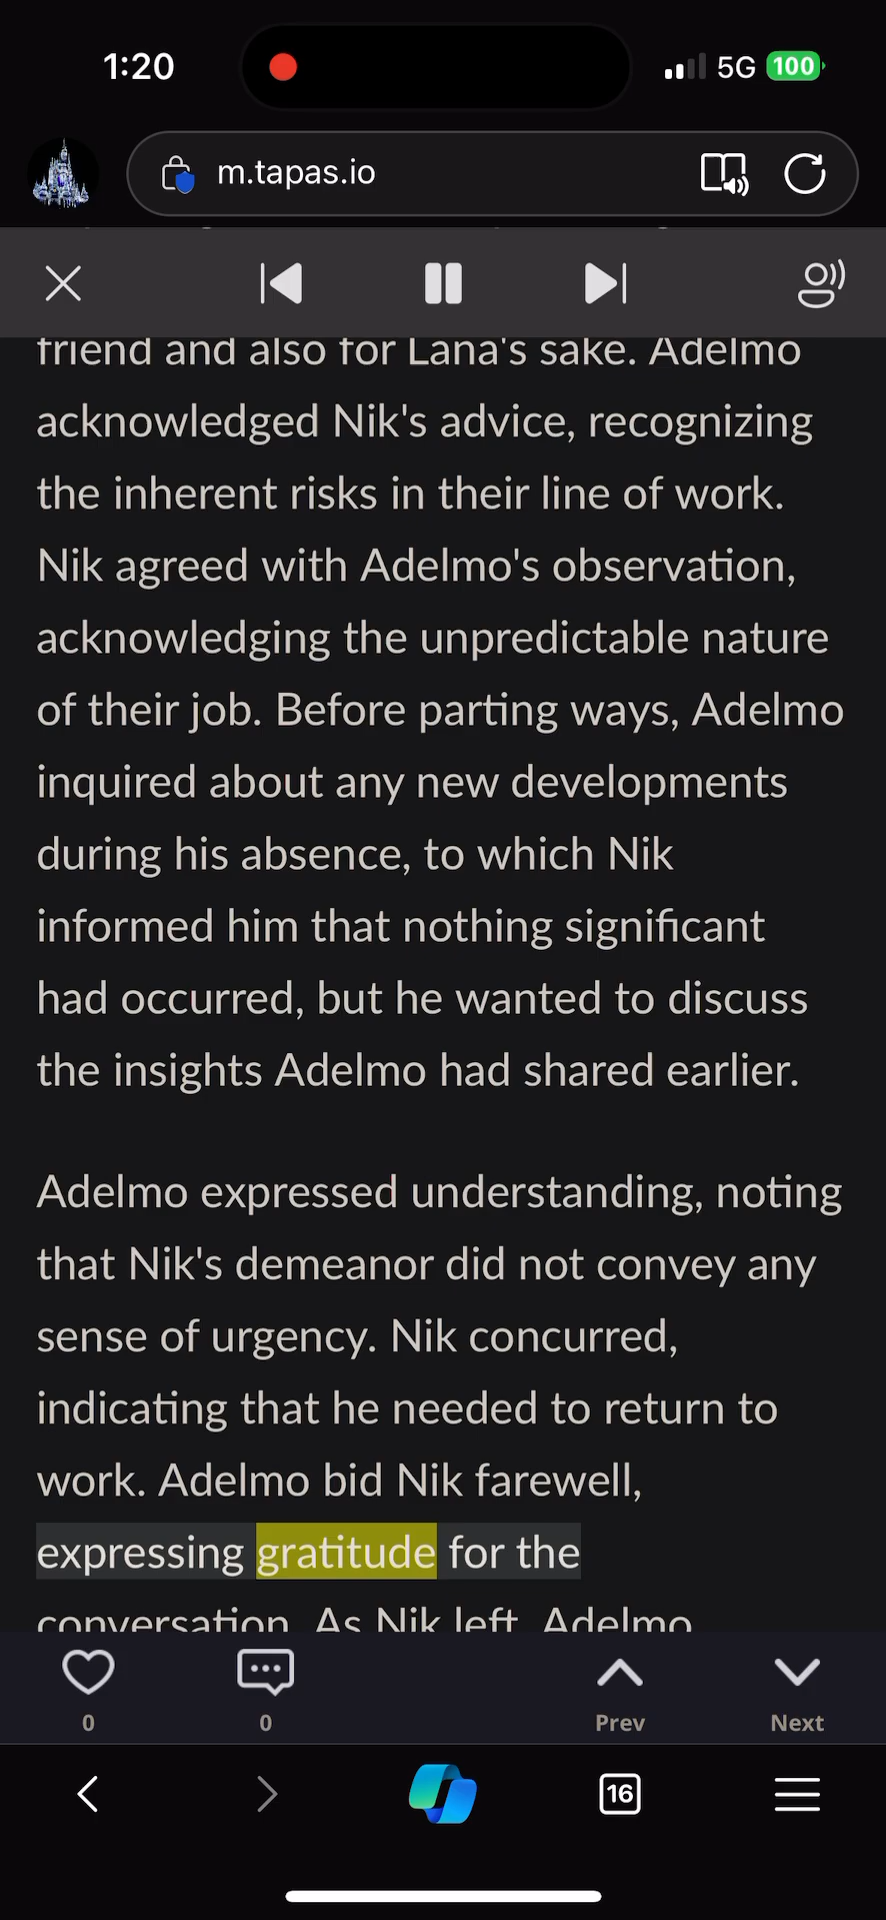 1:20
5G
100
m.tapas.io
friend and also for Lana's sake. Adelmo
acknowledged Nik's advice, recognizing
the inherent risks in their line of work.
Nik agreed with Adelmo's observation,
acknowledging the unpredictable nature
of their job. Before parting ways, Adelmo
inquired about any new developments
during his absence, to which Nik
informed him that nothing significant
had occurred, but he wanted to discuss
the insights Adelmo had shared earlier.
Adelmo expressed understanding, noting
that Nik's demeanor did not convey any
sense of urgency. Nik concurred,
indicating that he needed to return to
work. Adelmo bid Nik farewell,
expressing gratitude for the
conversation. As Nik left, Adelmo
0
0
Prev
Next
16